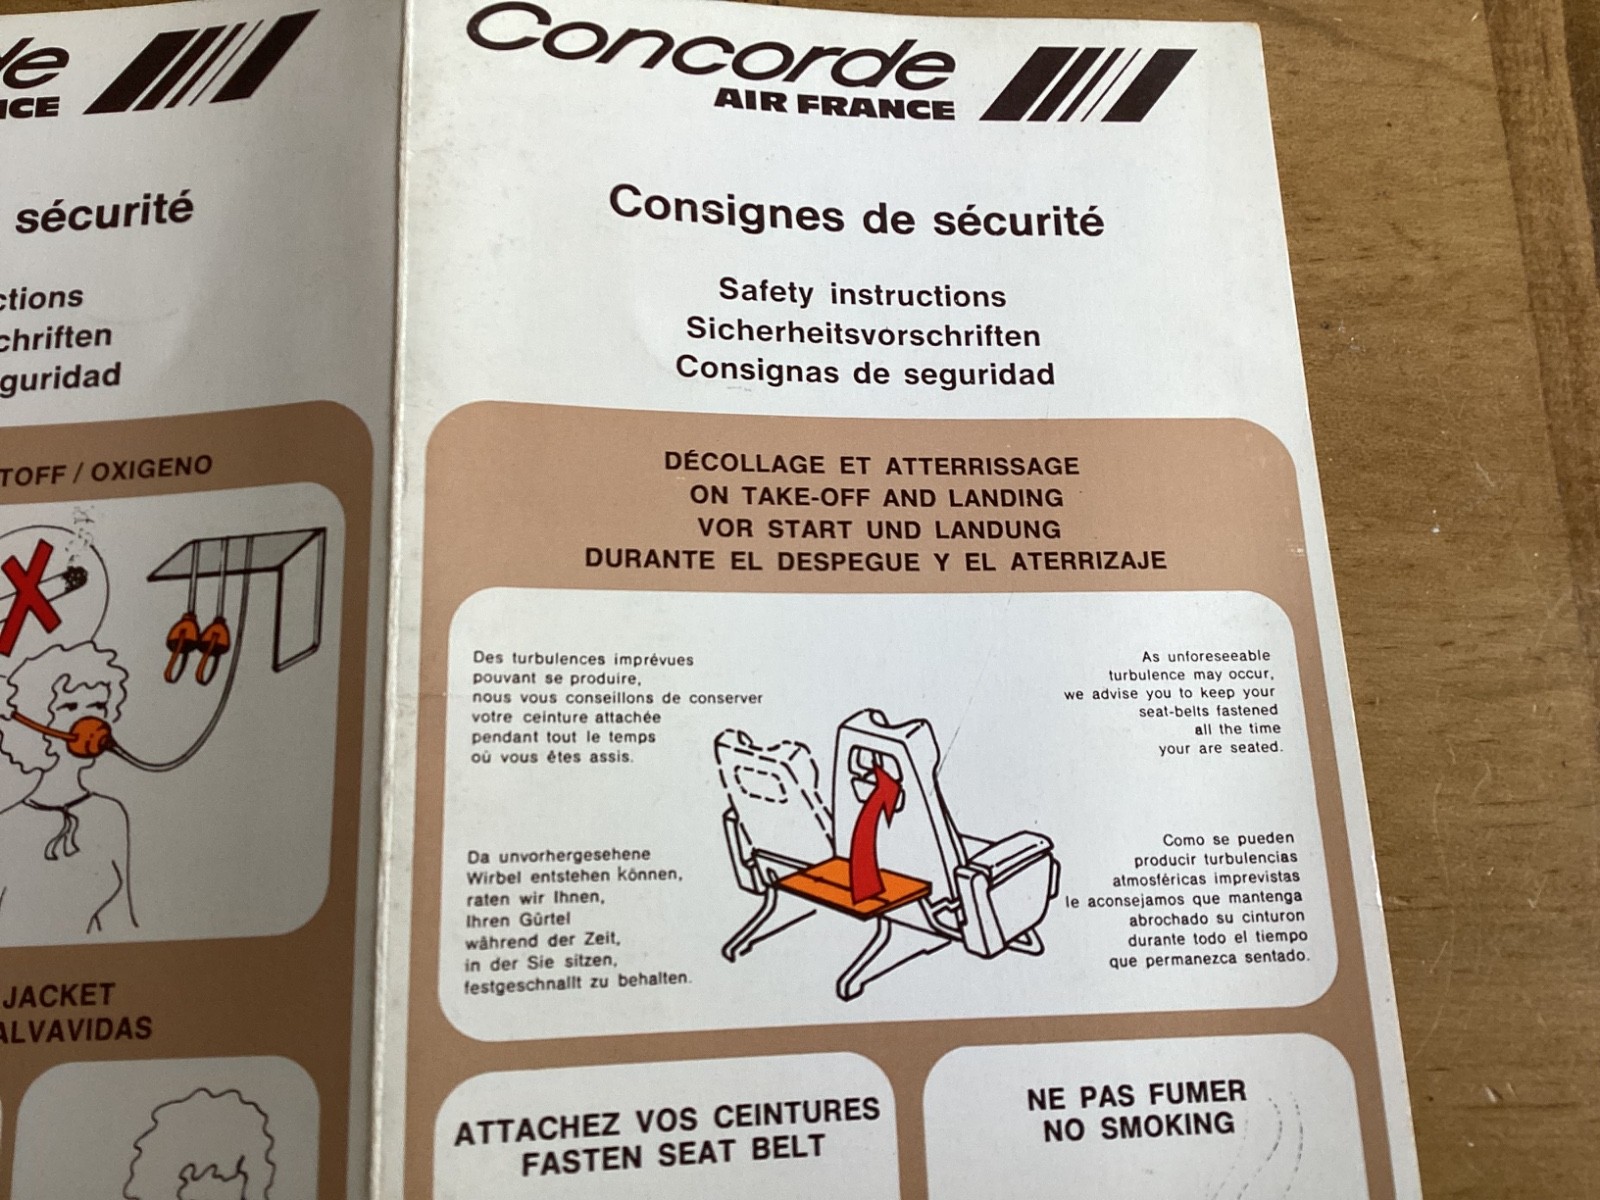 de
NCE
sécurité
ctions
chriften
guridad
TOFF / OXIGENO
JACKET
ALVAVIDAS
Concorde
AIR FRANCE
Consignes de sécurité
Safety instructions
Sicherheitsvorschriften
Consignas de seguridad
DÉCOLLAGE ET ATTERRISSAGE
ON TAKE-OFF AND LANDING
VOR START UND LANDUNG
DURANTE EL DESPEGUE Y EL ATERRIZAJE
Des turbulences imprévues
pouvant se produire,
nous vous conseillons de conserver
votre ceinture attachée
pendant tout le temps
où vous êtes assis.
As unforeseeable
turbulence may occur,
we advise you to keep your
seat-belts fastened
all the time
your are seated.
Da unvorhergesehene
Wirbel entstehen können,
raten wir Ihnen,
Ihren Gürtel
während der Zeit,
in der Sie sitzen,
festgeschnallt zu behalten.
Como se pueden
producir turbulencias
atmosféricas imprevistas
le aconsejamos que mantenga
abrochado su cinturon
durante todo el tiempo
que permanezca sentado.
ATTACHEZ VOS CEINTURES
FASTEN SEAT BELT
NE PAS FUMER
NO SMOKING